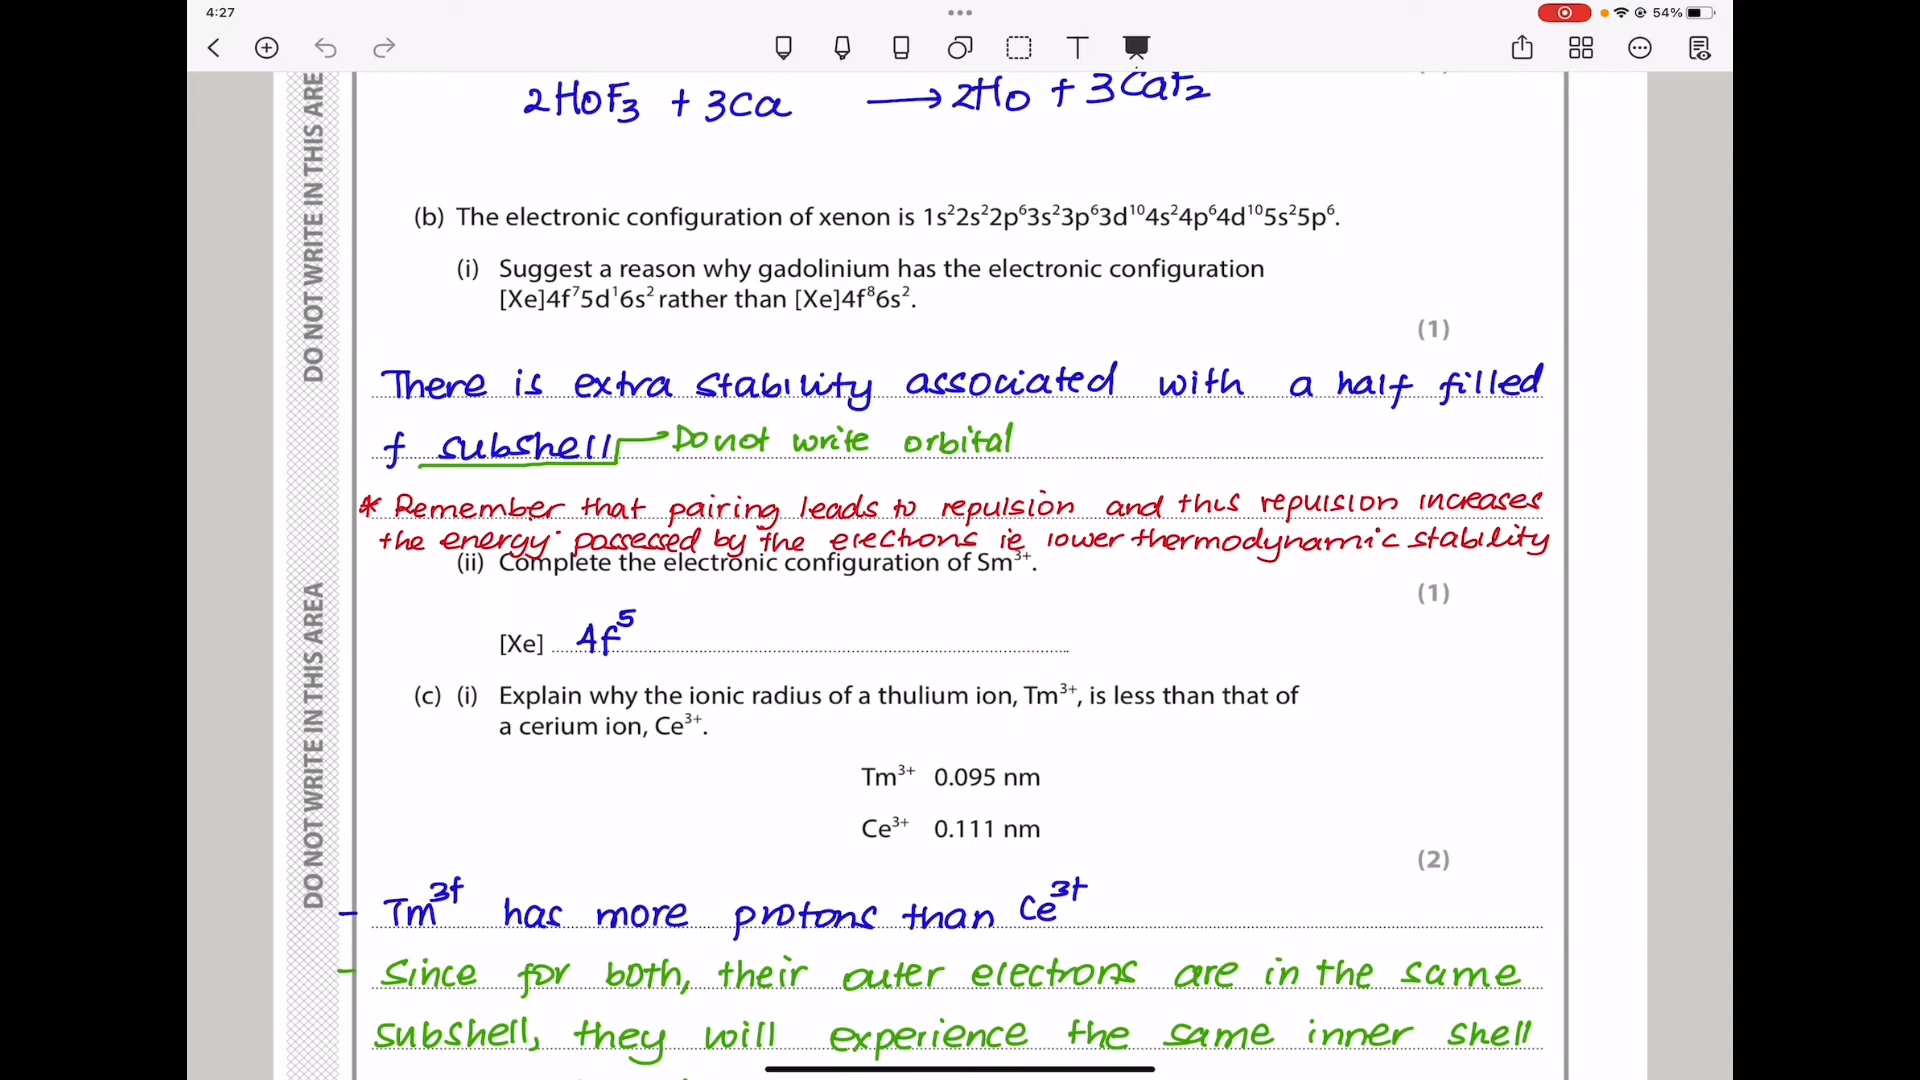 4:27
54%
2HoF₃ + 3Ca ⟶ 2Ho + 3CaF₂
(b) The electronic configuration of xenon is 1s²2s²2p⁶3s²3p⁶3d¹⁰4s²4p⁶4d¹⁰5s²5p⁶.
(i) Suggest a reason why gadolinium has the electronic configuration
[Xe]4f⁷5d¹6s² rather than [Xe]4f⁸6s².
(1)
There is extra stability associated with a half filled
f subshell → Do not write orbital
* Remember that pairing leads to repulsion and this repulsion increases
the energy possessed by the electrons ie lower thermodynamic stability
(ii) Complete the electronic configuration of Sm³⁺.
(1)
[Xe] 4f⁵
(c) (i) Explain why the ionic radius of a thulium ion, Tm³⁺, is less than that of
a cerium ion, Ce³⁺.
Tm³⁺ 0.095 nm
Ce³⁺ 0.111 nm
(2)
- Tm³⁺ has more protons than Ce³⁺
- Since for both, their outer electrons are in the same
subshell, they will experience the same inner shell
DO NOT WRITE IN THIS ARE
DO NOT WRITE IN THIS AREA